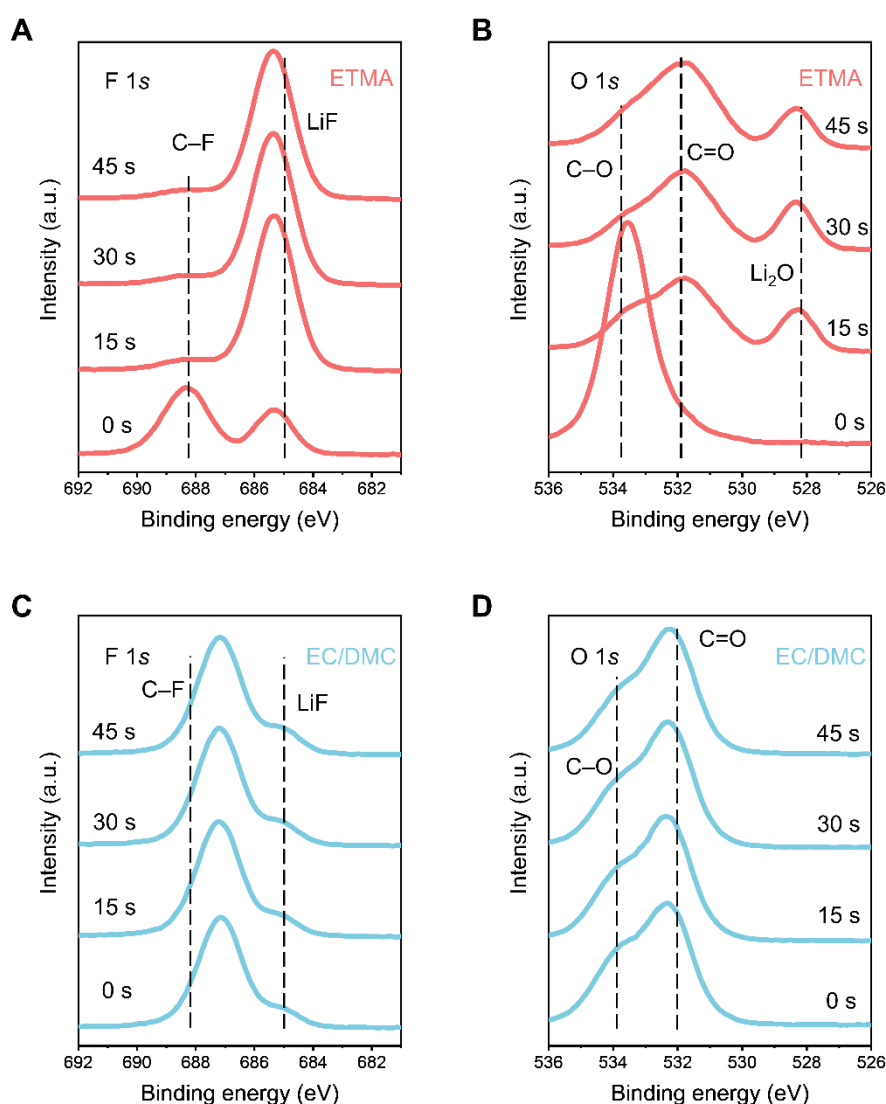 A
F 1s
ETMA
LiF
C–F
45 s
30 s
15 s
0 s
Intensity (a.u.)
692 690 688 686 684 682
Binding energy (eV)
B
O 1s
ETMA
45 s
C=O
C–O
30 s
Li₂O
15 s
0 s
Intensity (a.u.)
536 534 532 530 528 526
Binding energy (eV)
C
F 1s
EC/DMC
C–F
LiF
45 s
30 s
15 s
0 s
Intensity (a.u.)
692 690 688 686 684 682
Binding energy (eV)
D
O 1s
C=O
EC/DMC
45 s
C–O
30 s
15 s
0 s
Intensity (a.u.)
536 534 532 530 528 526
Binding energy (eV)